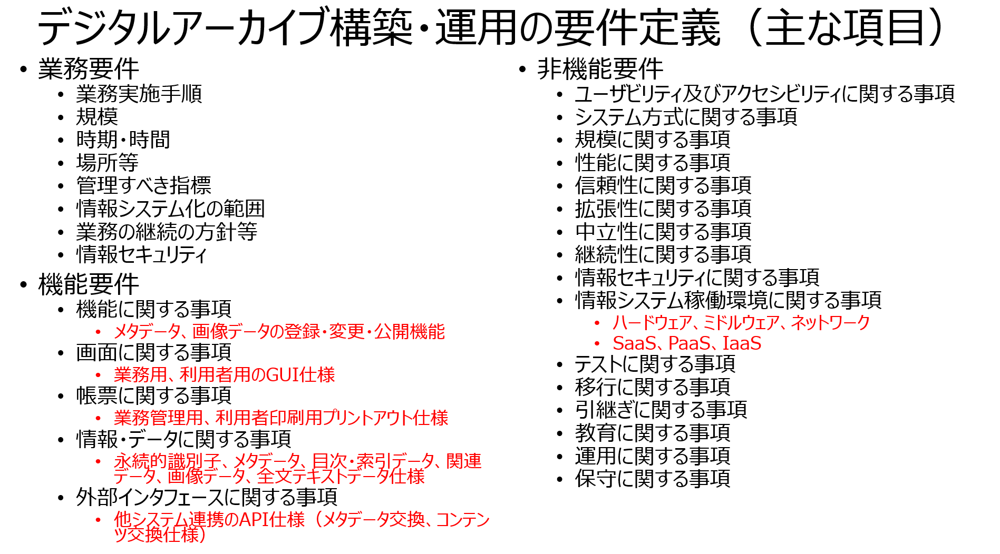 デジタルアーカイブ構築・運用の要件定義（主な項目）
• 業務要件
• 業務実施手順
• 規模
• 時期・時間
• 場所等
• 管理すべき指標
• 情報システム化の範囲
• 業務の継続の方針等
• 情報セキュリティ
• 機能要件
• 機能に関する事項
• メタデータ、画像データの登録・変更・公開機能
• 画面に関する事項
• 業務用、利用者用のGUI仕様
• 帳票に関する事項
• 業務管理用、利用者印刷用プリントアウト仕様
• 情報・データに関する事項
• 永続的識別子、メタデータ、目次・索引データ、関連
データ、画像データ、全文テキストデータ仕様
• 外部インタフェースに関する事項
• 他システム連携のAPI仕様（メタデータ交換、コンテン
ツ交換仕様）
• 非機能要件
• ユーザビリティ及びアクセシビリティに関する事項
• システム方式に関する事項
• 規模に関する事項
• 性能に関する事項
• 信頼性に関する事項
• 拡張性に関する事項
• 中立性に関する事項
• 継続性に関する事項
• 情報セキュリティに関する事項
• 情報システム稼働環境に関する事項
• ハードウェア、ミドルウェア、ネットワーク
• SaaS、PaaS、IaaS
• テストに関する事項
• 移行に関する事項
• 引継ぎに関する事項
• 教育に関する事項
• 運用に関する事項
• 保守に関する事項